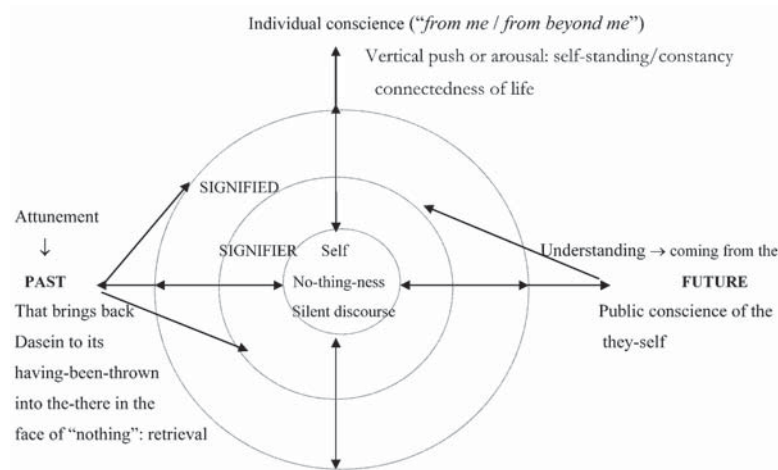 Individual conscience (“from me / from beyond me”)
Vertical push or arousal: self-standing/constancy
connectedness of life
SIGNIFIED
Attunement
↓
SIGNIFIER
Self
Understanding → coming from the
PAST
No-thing-ness
FUTURE
That brings back
Silent discourse
Public conscience of the
Dasein to its
they-self
having-been-thrown
into the-there in the
face of “nothing”: retrieval